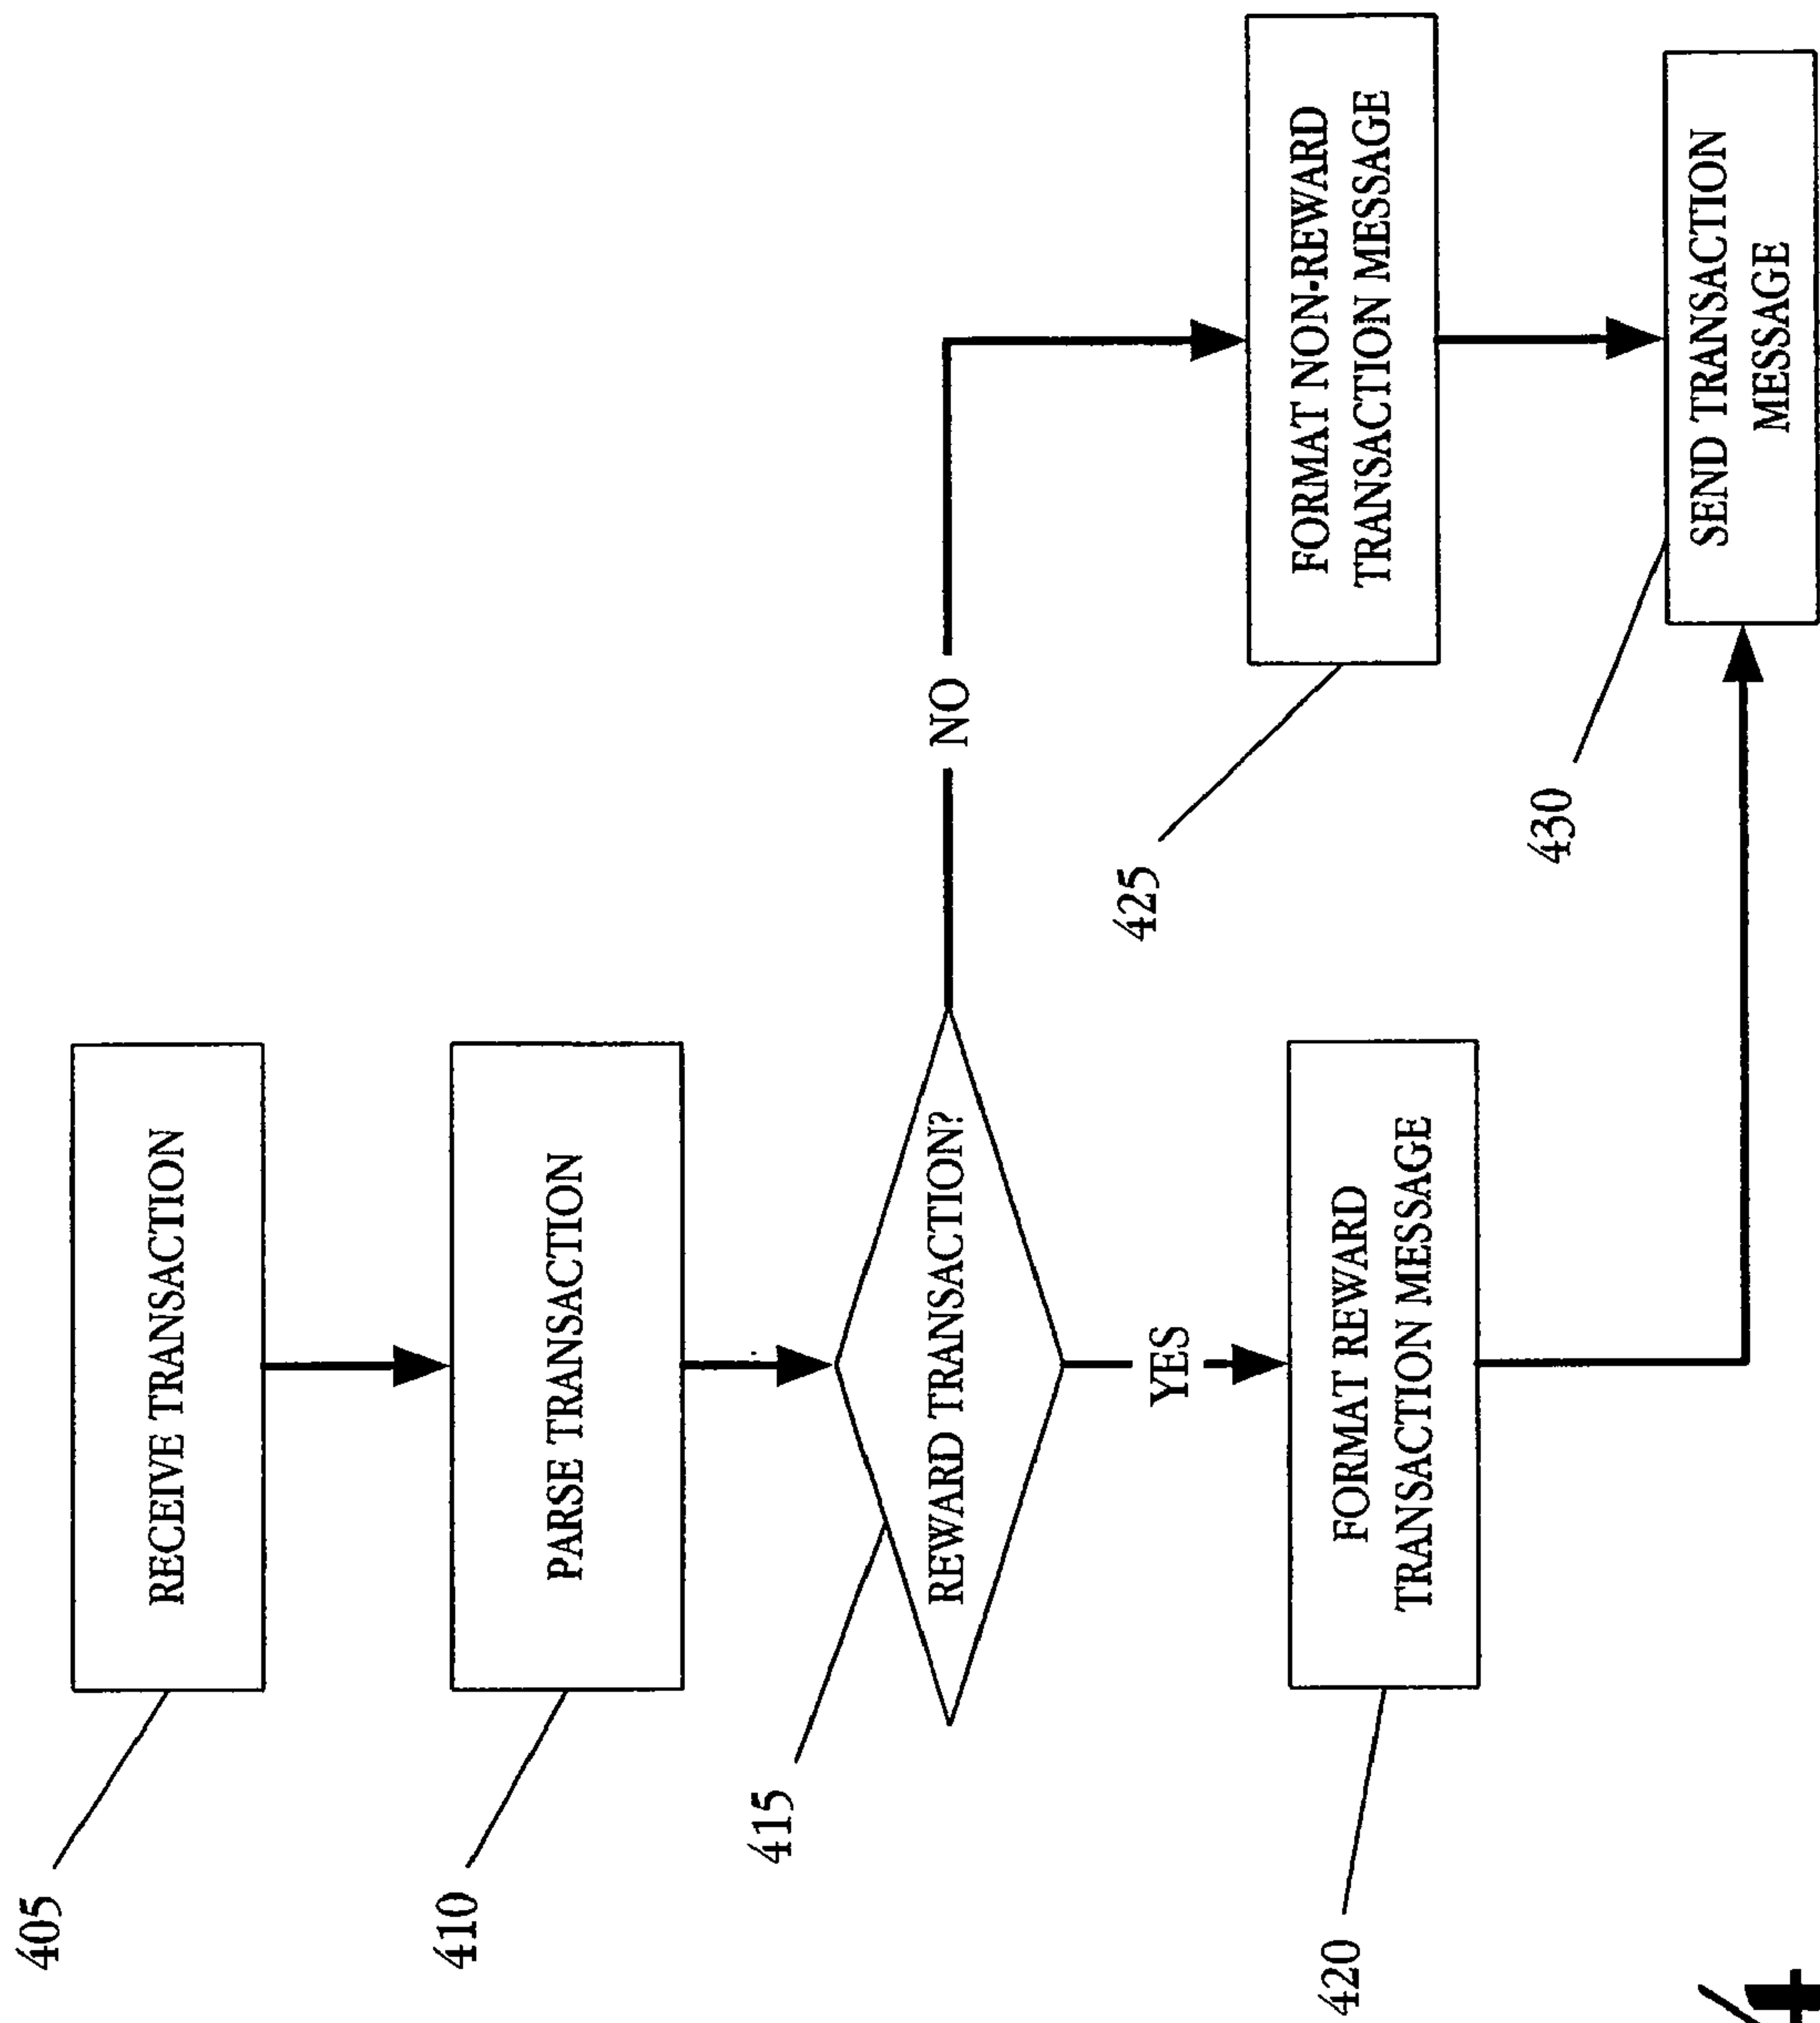 405
RECEIVE TRANSACTION
410
PARSE TRANSACTION
415
REWARD TRANSACTION?
NO
YES
420
FORMAT REWARD
TRANSACTION MESSAGE
425
FORMAT NON-REWARD
TRANSACTION MESSAGE
430
SEND TRANSACTION
MESSAGE